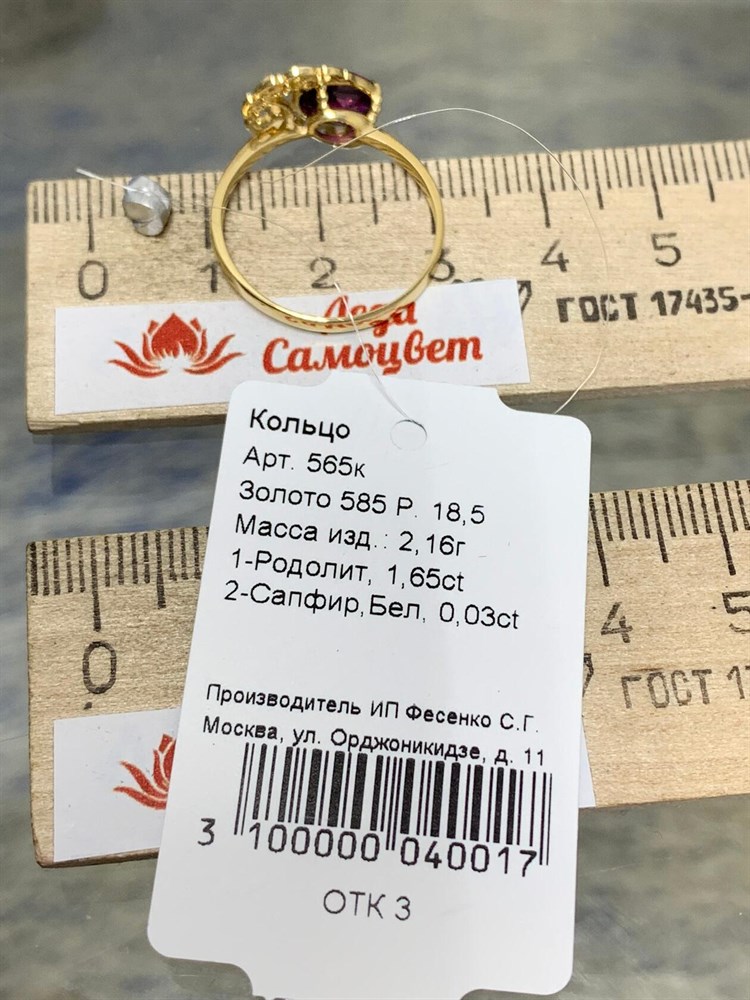 0 1 2 3 4 5
ГОСТ 17435-
Леда
Самоцвет
Кольцо
Арт. 565к
Золото 585 Р. 18,5
Масса изд.: 2,16г
1-Родолит, 1,65ct
2-Сапфир,Бел, 0,03ct
Производитель ИП Фесенко С.Г.
Москва, ул. Орджоникидзе, д. 11
3 100000 040017
ОТК 3
0 4 5
ГОСТ 17